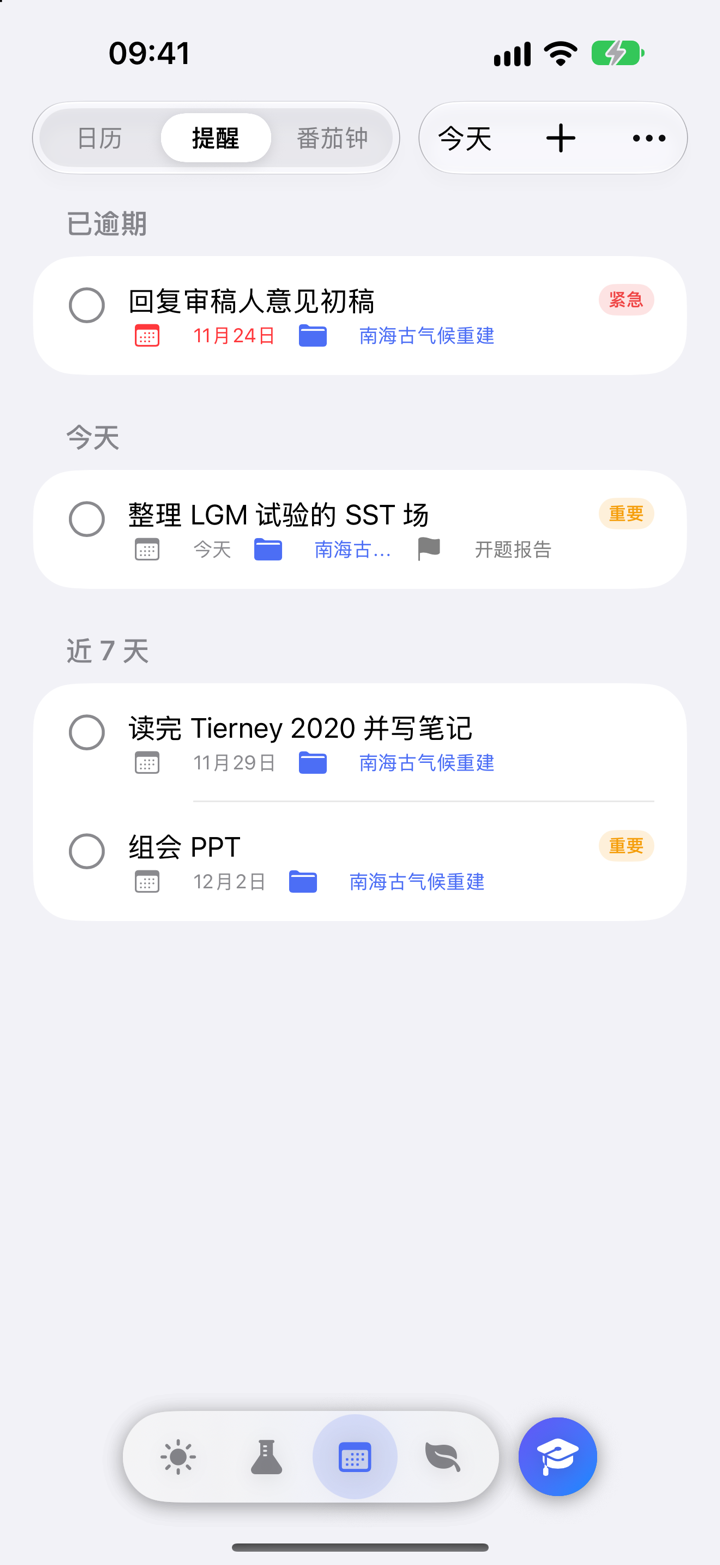 09:41
日历 提醒 番茄钟 今天
已逾期
回复审稿人意见初稿 紧急
11月24日 南海古气候重建
今天
整理 LGM 试验的 SST 场 重要
今天 南海古… 开题报告
近 7 天
读完 Tierney 2020 并写笔记
11月29日 南海古气候重建
组会 PPT 重要
12月2日 南海古气候重建